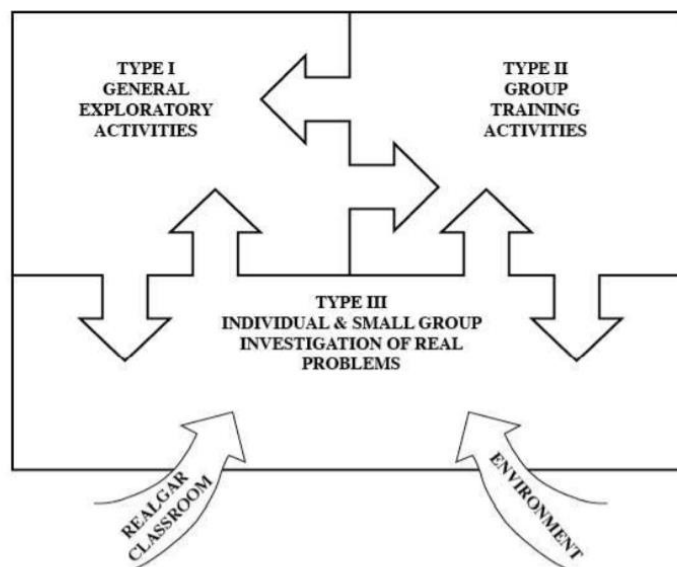 TYPE I
GENERAL
EXPLORATORY
ACTIVITIES
TYPE II
GROUP
TRAINING
ACTIVITIES
TYPE III
INDIVIDUAL & SMALL GROUP
INVESTIGATION OF REAL
PROBLEMS
REALGAR
CLASSROOM
ENVIRONMENT